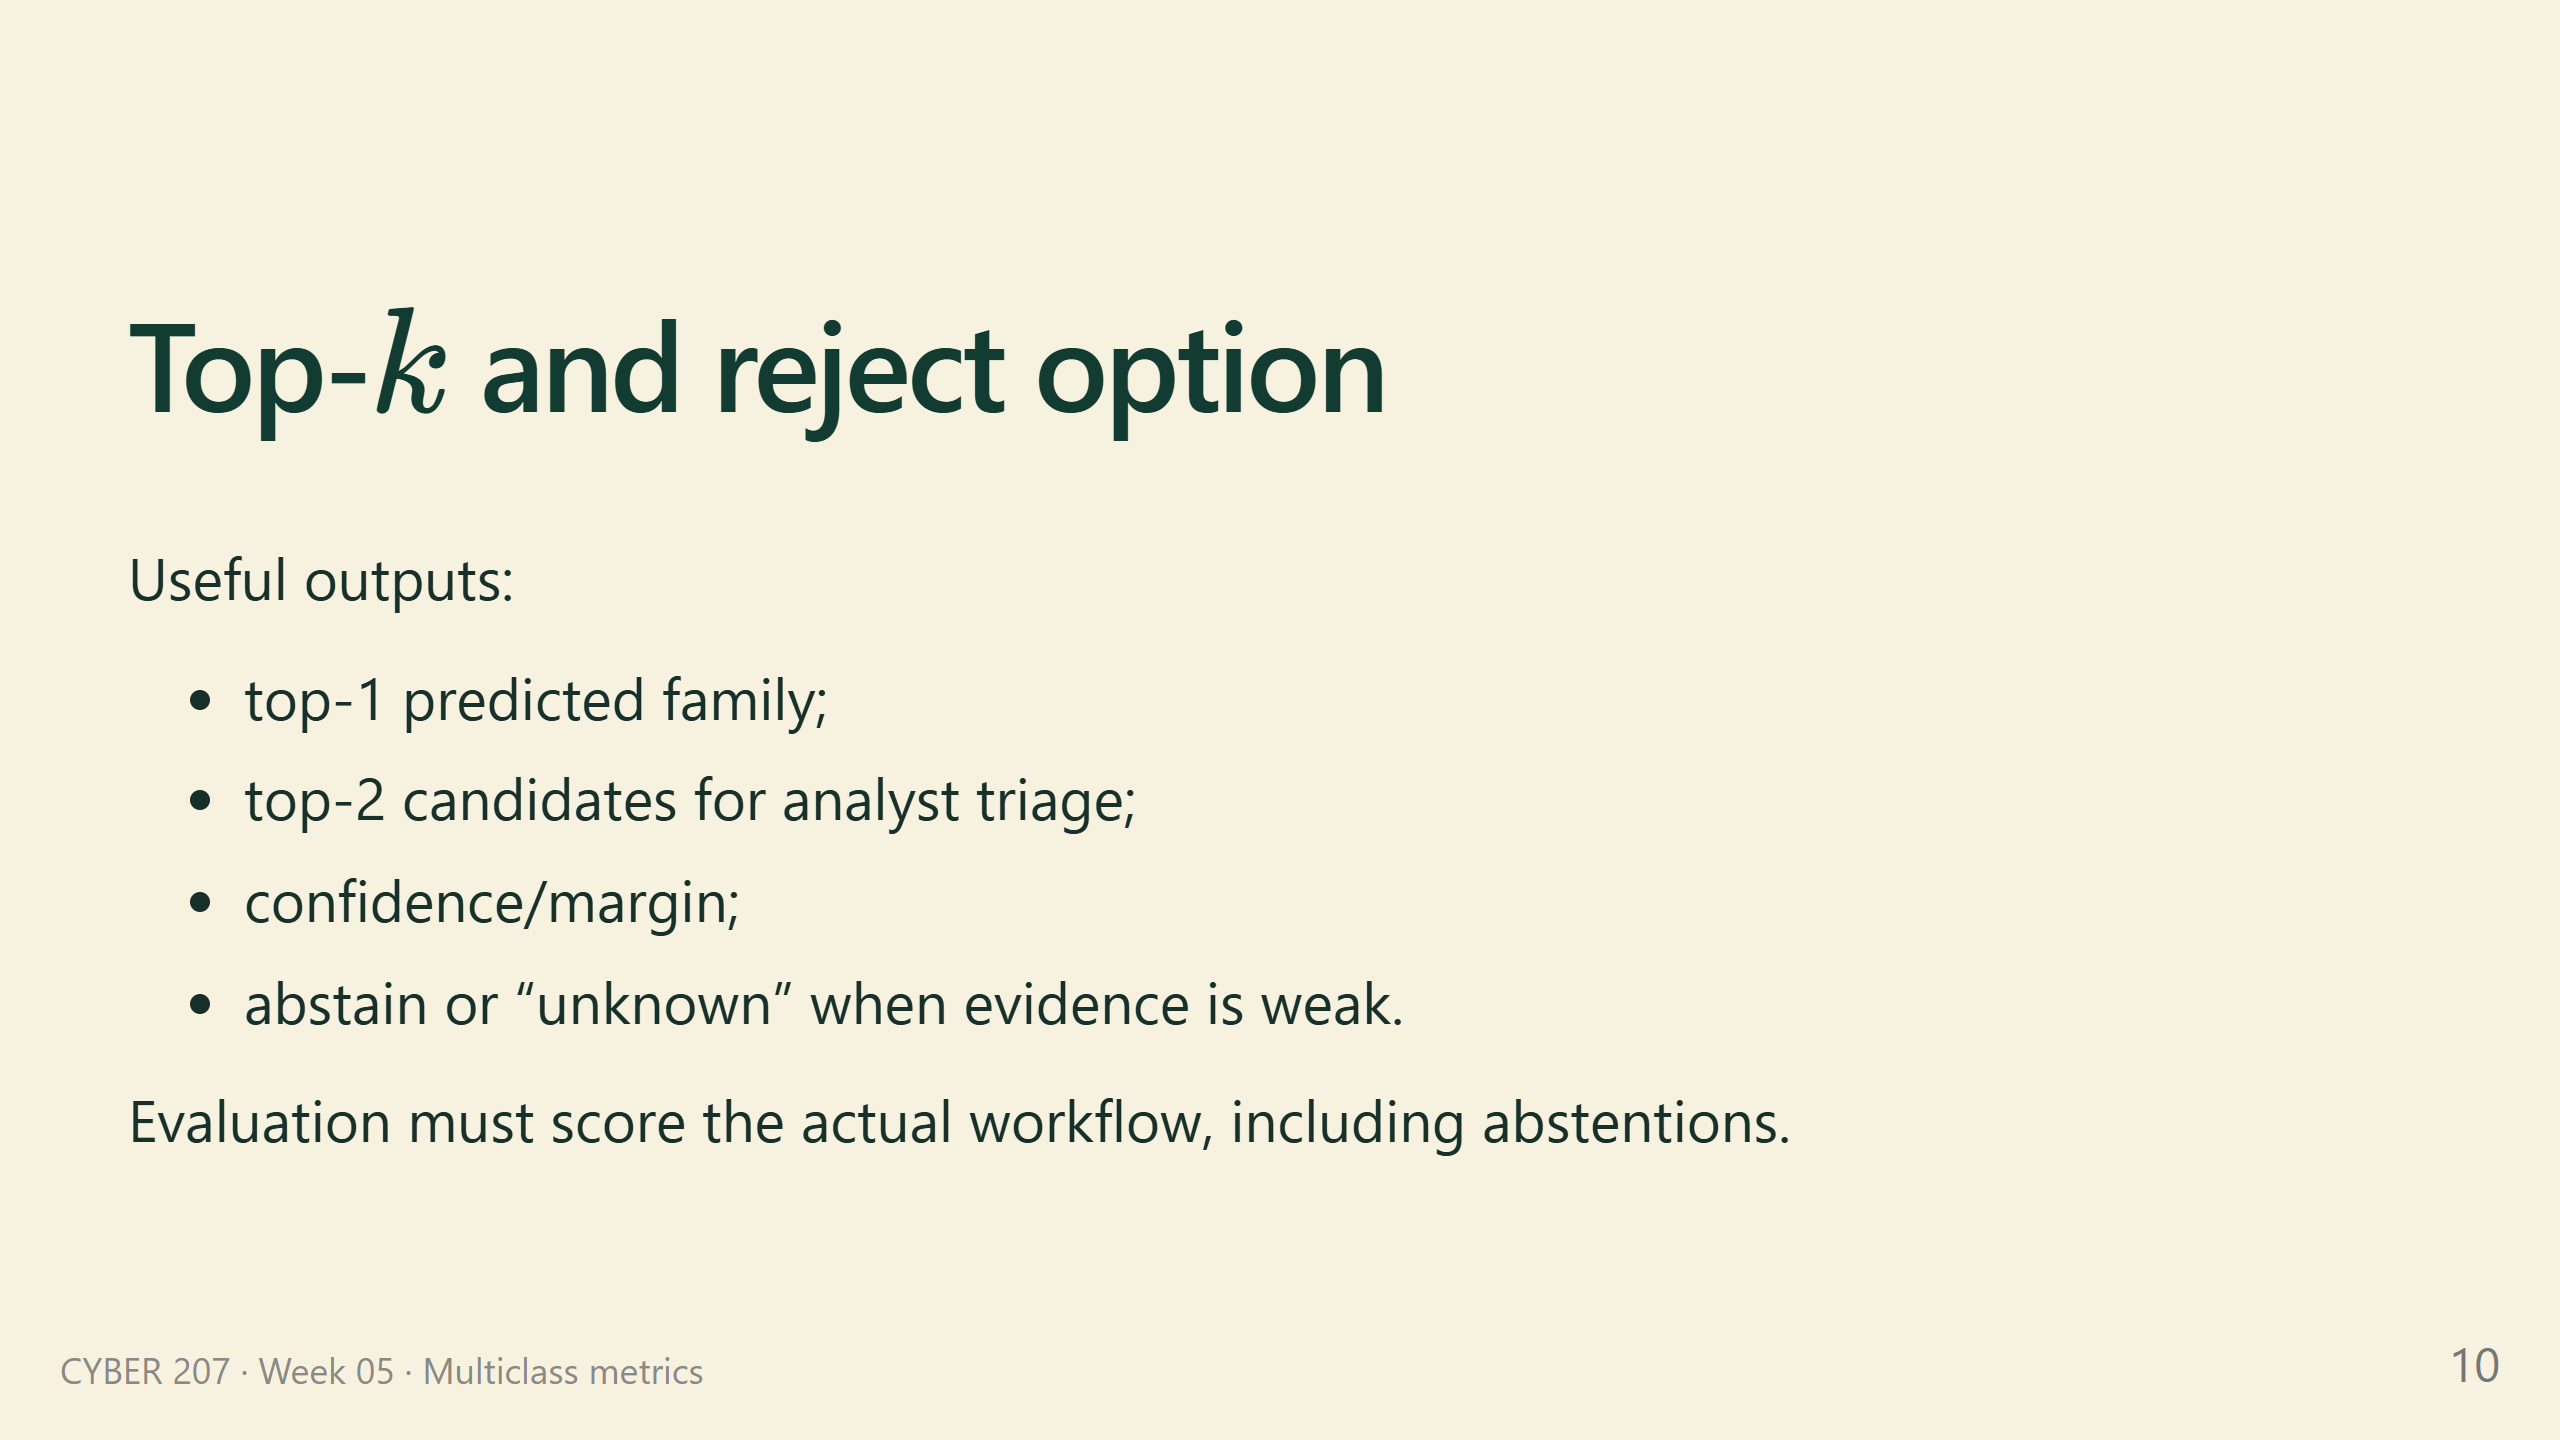 Top-k and reject option
Useful outputs:
• top-1 predicted family;
• top-2 candidates for analyst triage;
• confidence/margin;
• abstain or “unknown” when evidence is weak.
Evaluation must score the actual workflow, including abstentions.
CYBER 207 · Week 05 · Multiclass metrics
10